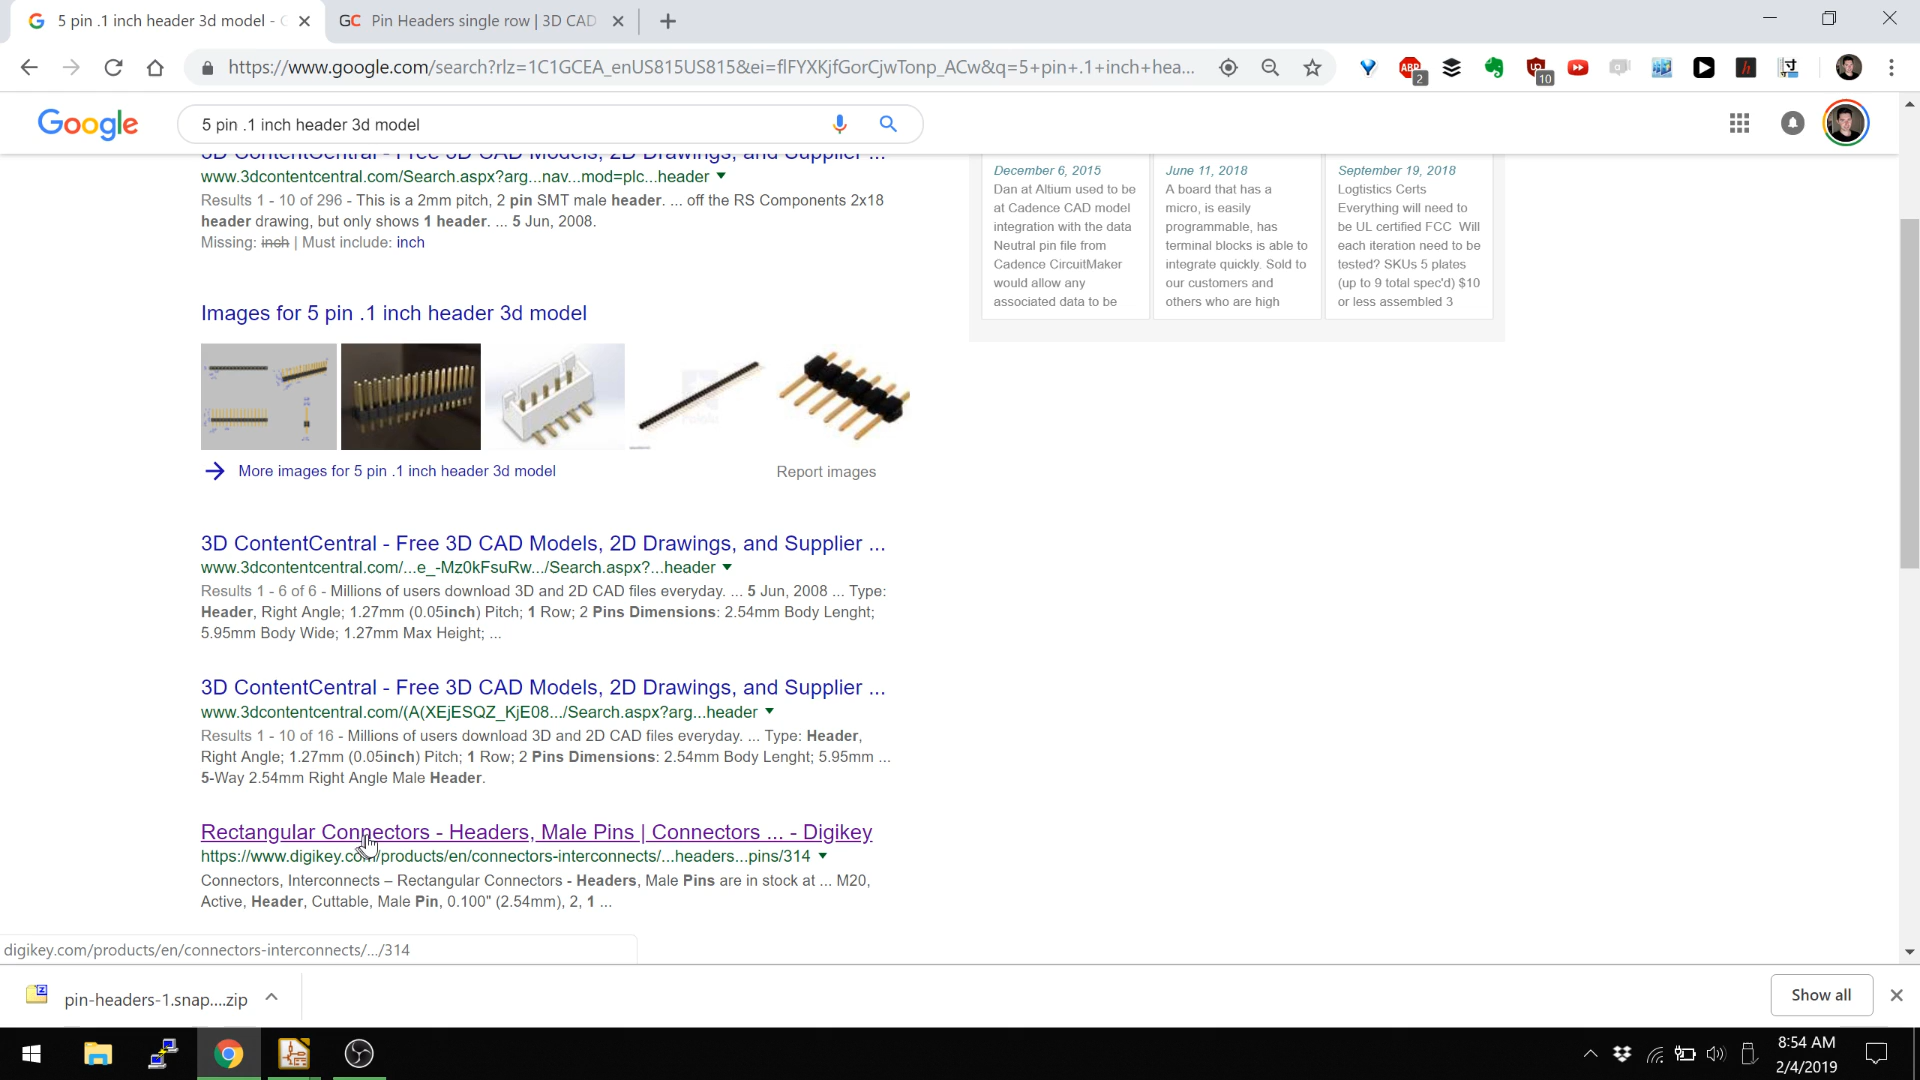 5 pin .1 inch header 3d model - G
GC Pin Headers single row | 3D CAD
https://www.google.com/search?rlz=1C1GCEA_enUS815US815&ei=flFYXKjfGorCjwTonp_ACw&q=5+pin+.1+inch+hea...
ABP
2
10
h
Google
5 pin .1 inch header 3d model
3D ContentCentral - Free 3D CAD Models, 2D Drawings, and Supplier ...
www.3dcontentcentral.com/Search.aspx?arg...nav...mod=plc...header
Results 1 - 10 of 296 - This is a 2mm pitch, 2 pin SMT male header. ... off the RS Components 2x18
header drawing, but only shows 1 header. ... 5 Jun, 2008.
Missing: inch | Must include: inch
Images for 5 pin .1 inch header 3d model
More images for 5 pin .1 inch header 3d model
Report images
3D ContentCentral - Free 3D CAD Models, 2D Drawings, and Supplier ...
www.3dcontentcentral.com/...e_-Mz0kFsuRw.../Search.aspx?...header
Results 1 - 6 of 6 - Millions of users download 3D and 2D CAD files everyday. ... 5 Jun, 2008 ... Type:
Header, Right Angle; 1.27mm (0.05inch) Pitch; 1 Row; 2 Pins Dimensions: 2.54mm Body Lenght;
5.95mm Body Wide; 1.27mm Max Height; ...
3D ContentCentral - Free 3D CAD Models, 2D Drawings, and Supplier ...
www.3dcontentcentral.com/(A(XEjESQZ_KjE08.../Search.aspx?arg...header
Results 1 - 10 of 16 - Millions of users download 3D and 2D CAD files everyday. ... Type: Header,
Right Angle; 1.27mm (0.05inch) Pitch; 1 Row; 2 Pins Dimensions: 2.54mm Body Lenght; 5.95mm ...
5-Way 2.54mm Right Angle Male Header.
Rectangular Connectors - Headers, Male Pins | Connectors ... - Digikey
https://www.digikey.com/products/en/connectors-interconnects/...headers...pins/314
Connectors, Interconnects – Rectangular Connectors - Headers, Male Pins are in stock at ... M20,
Active, Header, Cuttable, Male Pin, 0.100" (2.54mm), 2, 1 ...
December 6, 2015
Dan at Altium used to be
at Cadence CAD model
integration with the data
Neutral pin file from
Cadence CircuitMaker
would allow any
associated data to be
June 11, 2018
A board that has a
micro, is easily
programmable, has
terminal blocks is able to
integrate quickly. Sold to
our customers and
others who are high
September 19, 2018
Logtistics Certs
Everything will need to
be UL certified FCC Will
each iteration need to be
tested? SKUs 5 plates
(up to 9 total spec'd) $10
or less assembled 3
digikey.com/products/en/connectors-interconnects/.../314
pin-headers-1.snap....zip
Show all
8:54 AM
2/4/2019